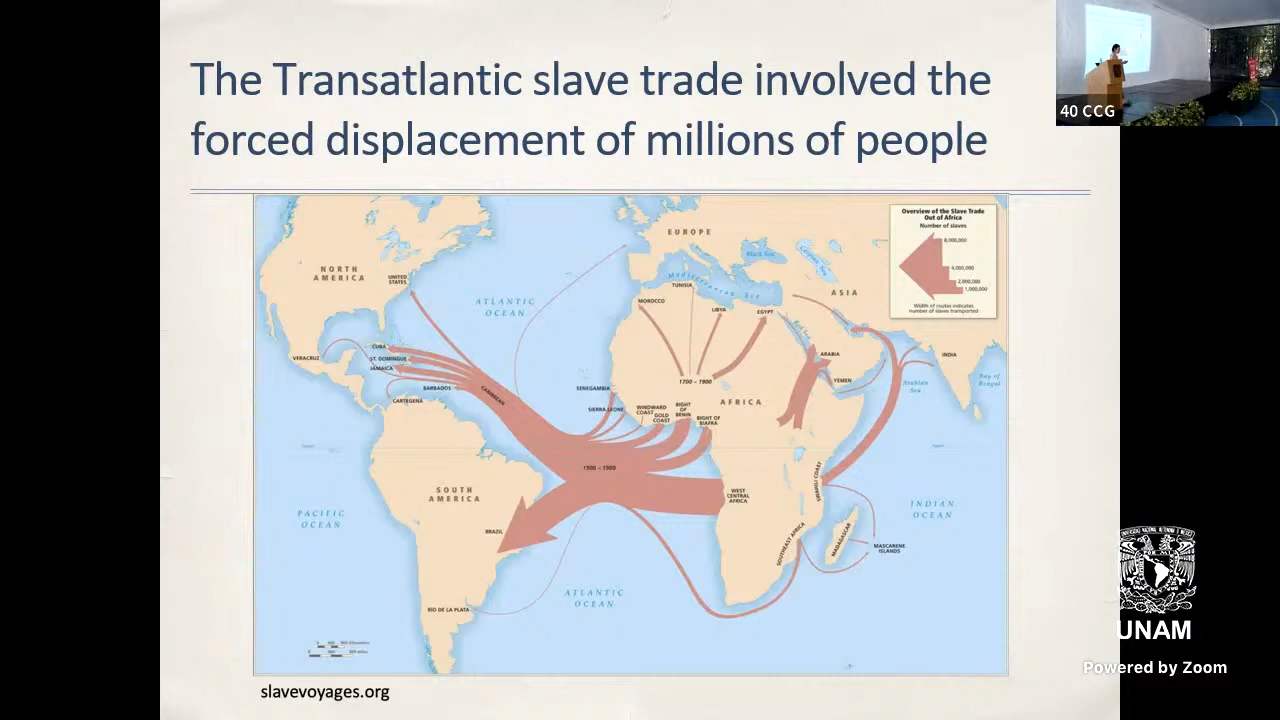 The Transatlantic slave trade involved the
forced displacement of millions of people
40 CCG
Overview of the Slave Trade
Out of Africa
Number of slaves
8,000,000
4,000,000
2,000,000
1,000,000
Width of routes indicates
number of slaves transported
EUROPE
NORTH
AMERICA
UNITED
STATES
ATLANTIC
OCEAN
Black Sea
Caspian Sea
Mediterranean Sea
ASIA
TUNISIA
MOROCCO
LIBYA
EGYPT
Red Sea
CUBA
VERACRUZ
ST. DOMINGUE
JAMAICA
ARABIA
INDIA
1700 – 1900
YEMEN
Arabian
Sea
Bay of
Bengal
BARBADOS
CARIBBEAN
CARTEGENA
SENEGAMBIA
SIERRA LEONE
WINDWARD
COAST
GOLD
COAST
BIGHT
OF
BENIN
BIGHT OF
BIAFRA
AFRICA
1500 – 1900
SOUTH
AMERICA
WEST
CENTRAL
AFRICA
SWAHILI COAST
PACIFIC
OCEAN
INDIAN
OCEAN
BRAZIL
SOUTHEAST AFRICA
MADAGASCAR
MASCARENE
ISLANDS
ATLANTIC
OCEAN
RIO DE LA PLATA
slavevoyages.org
UNAM
Powered by Zoom